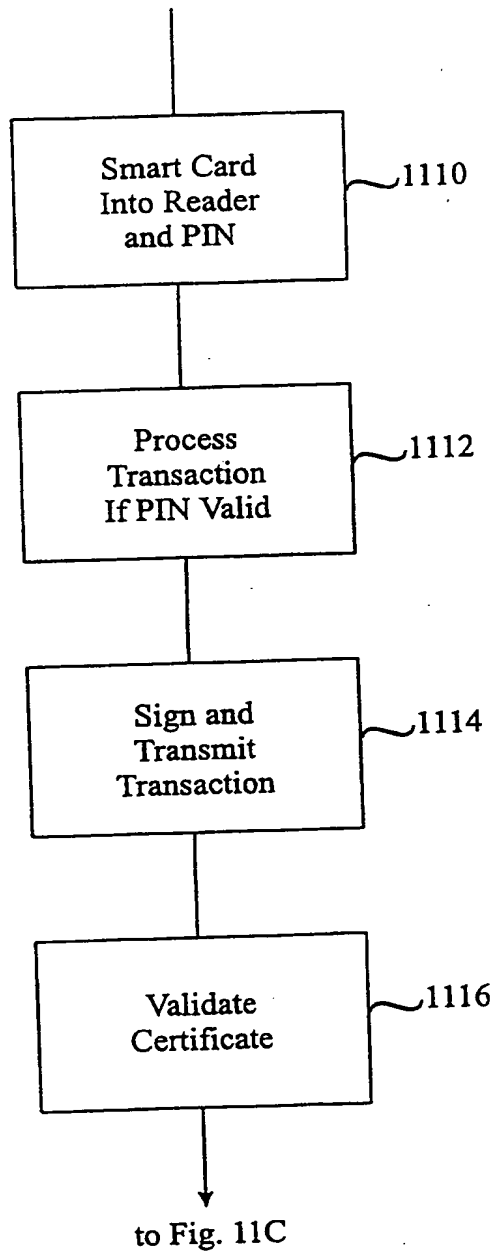 Smart Card
Into Reader
and PIN
1110
Process
Transaction
If PIN Valid
1112
Sign and
Transmit
Transaction
1114
Validate
Certificate
1116
to Fig. 11C